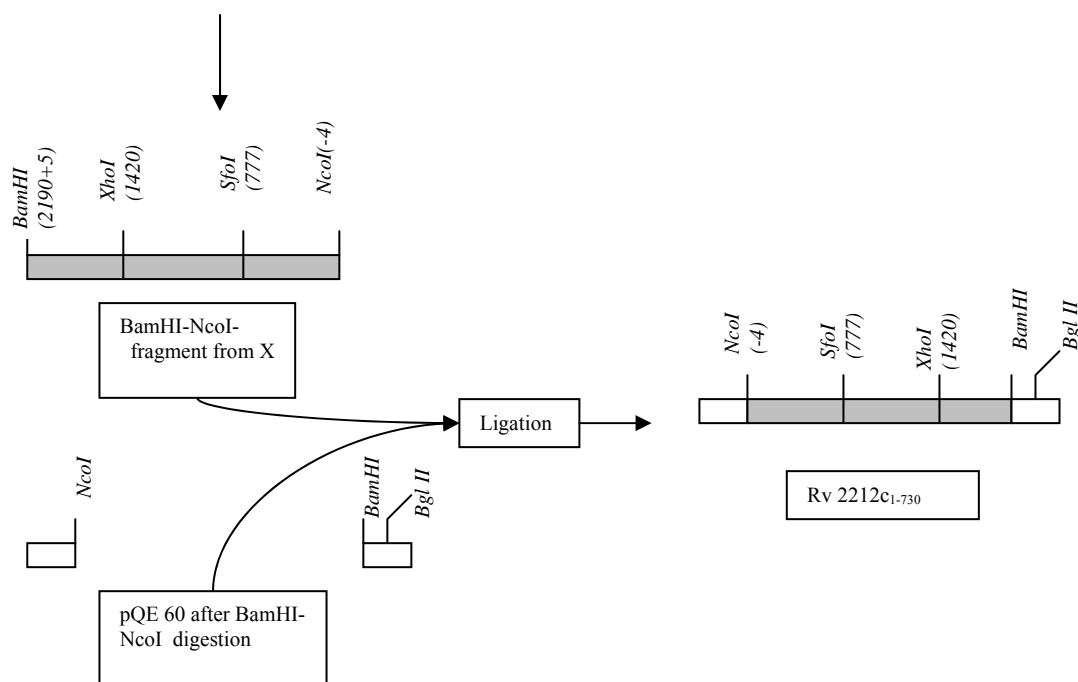 BamHI
(2190+5)
XhoI
(1420)
SfoI
(777)
NcoI(-4)
BamHI-NcoI-
fragment from X
Ligation
NcoI
(-4)
SfoI
(777)
XhoI
(1420)
BamHI
Bgl II
Rv 2212c1-730
NcoI
BamHI
Bgl II
pQE 60 after BamHI-
NcoI digestion